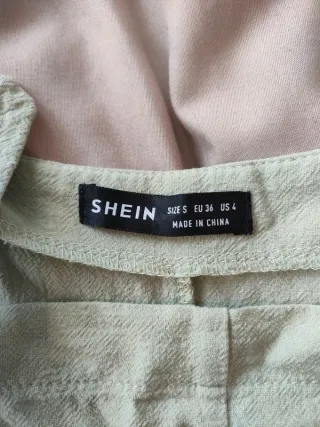 SHEIN SIZE S EU 36 US 4
MADE IN CHINA